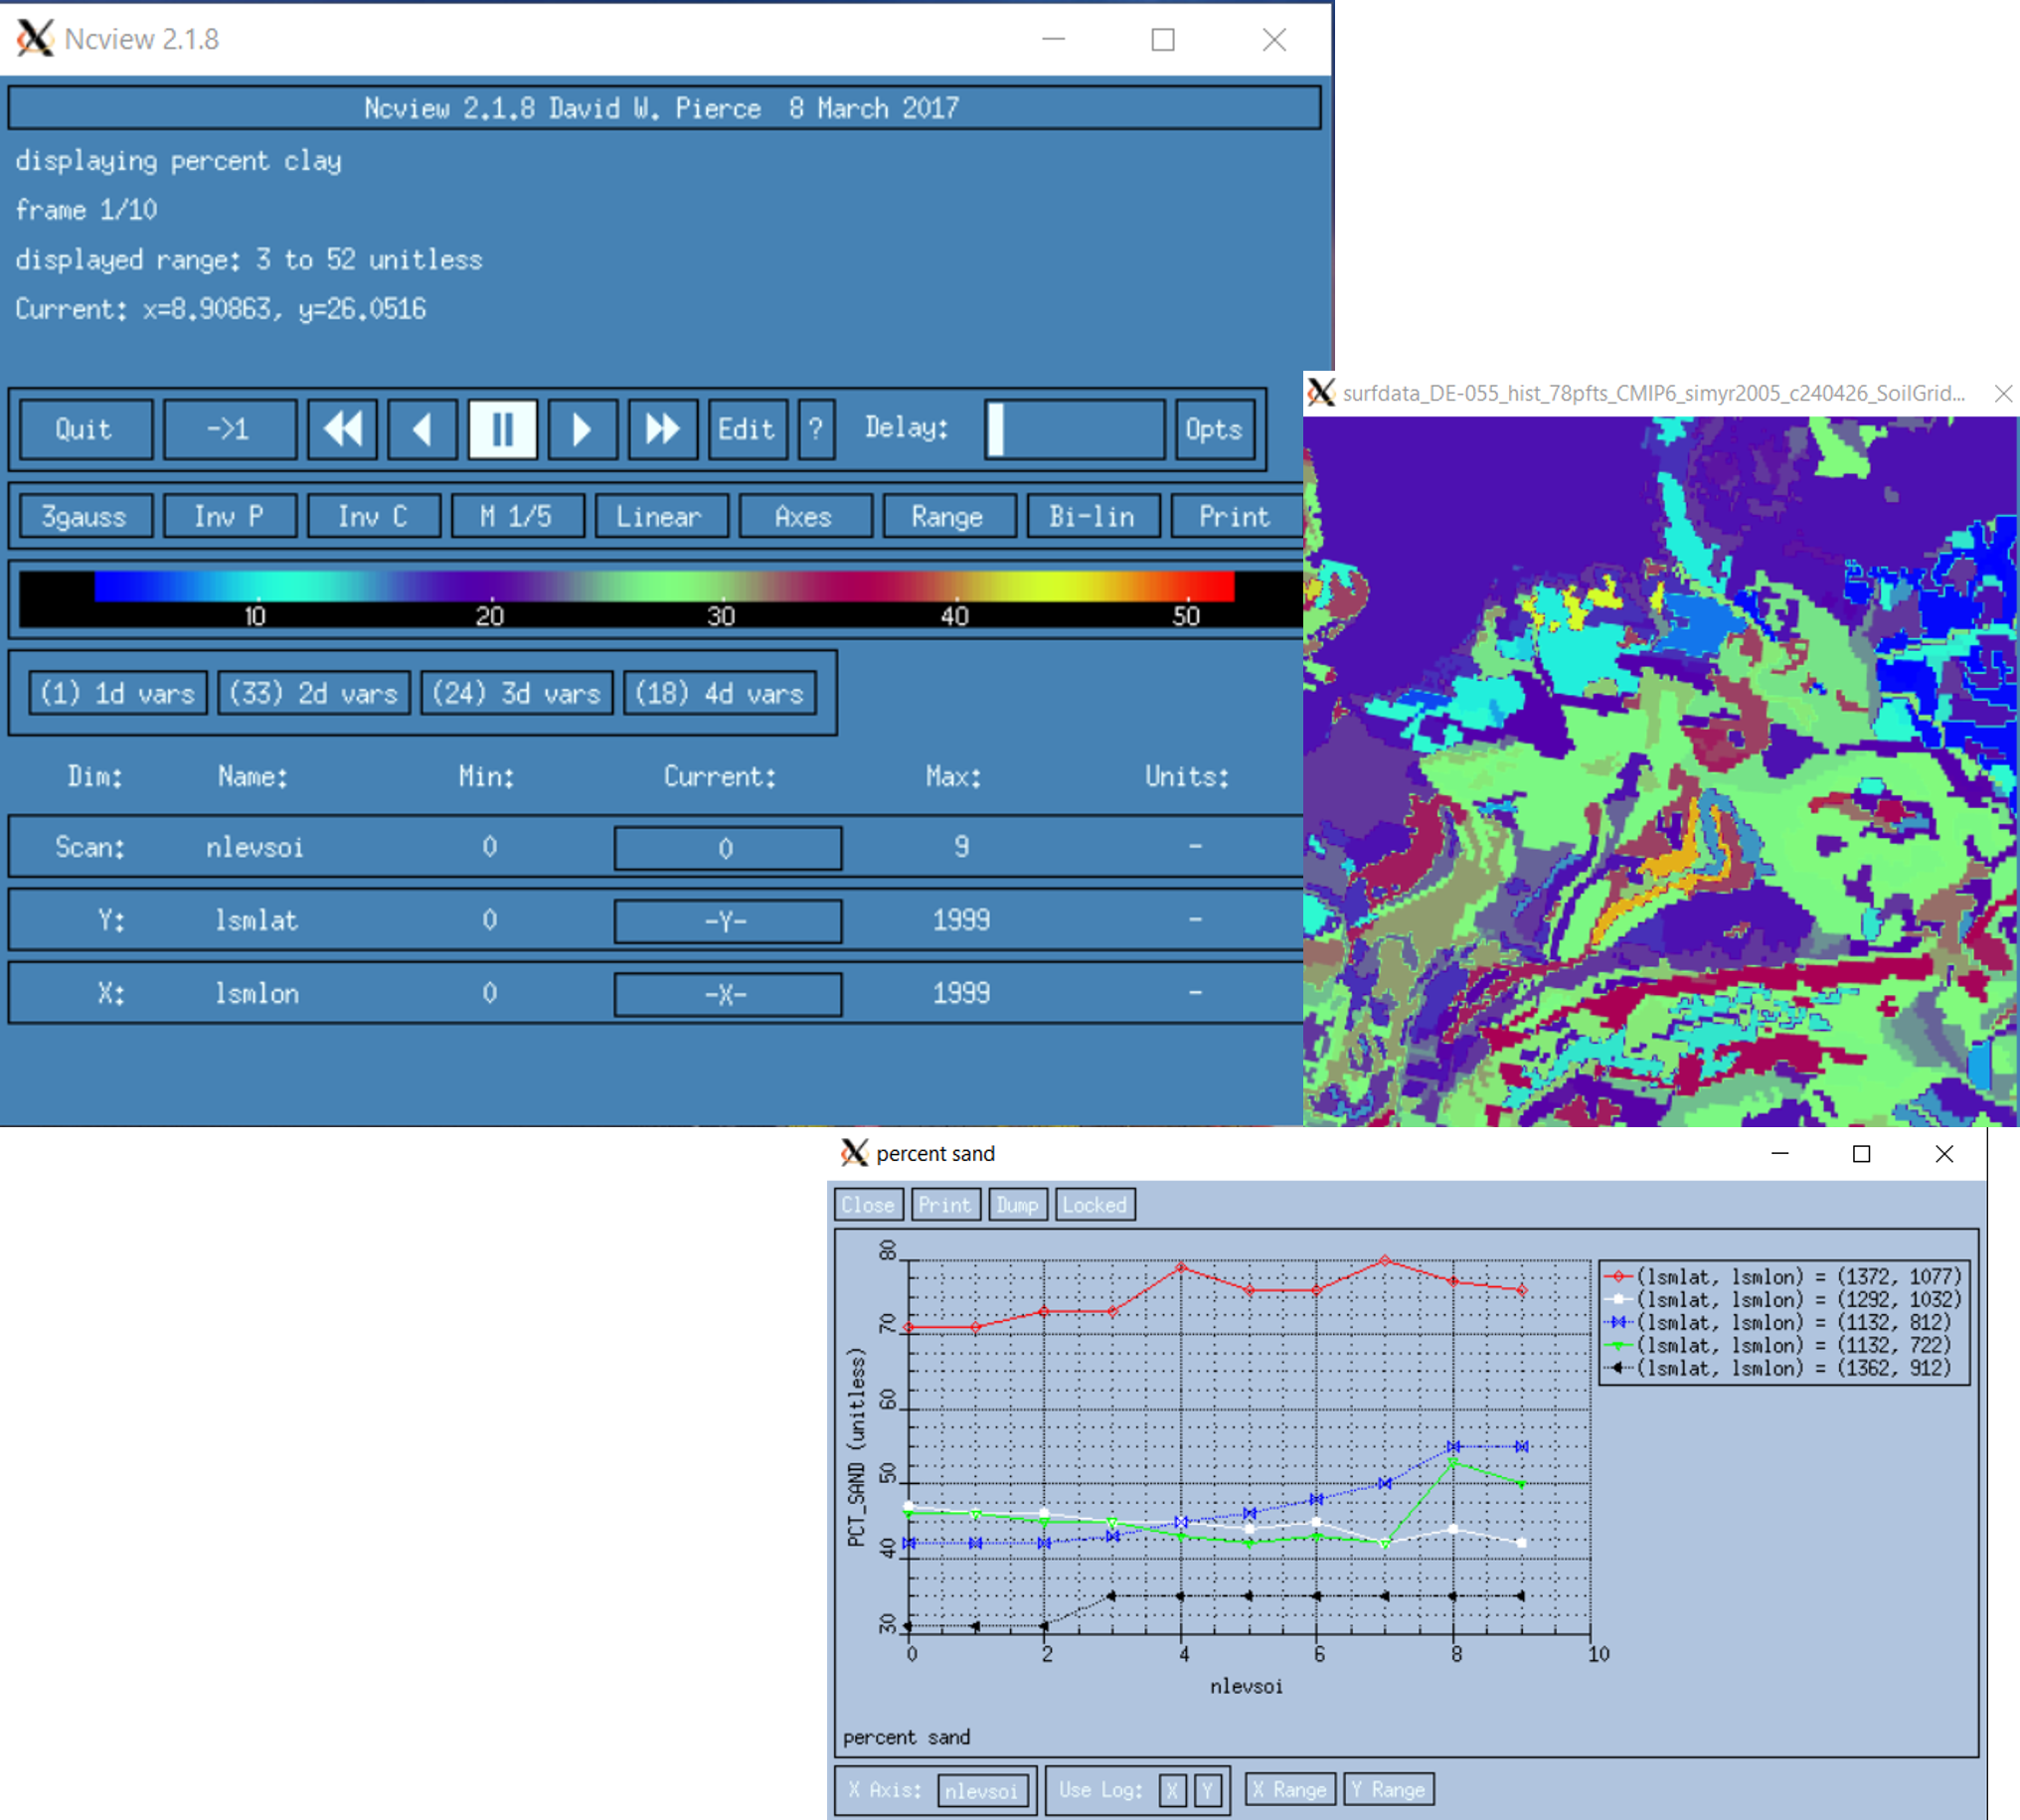 Ncview 2.1.8
Ncview 2.1.8 David W. Pierce  8 March 2017
displaying percent clay
frame 1/10
displayed range: 3 to 52 unitless
Current: x=8.90863, y=26.0516
Quit ->1 Edit ? Delay: Opts
3gauss Inv P Inv C M 1/5 Linear Axes Range Bi-lin Print
10 20 30 40 50
(1) 1d vars (33) 2d vars (24) 3d vars (18) 4d vars
Dim: Name: Min: Current: Max: Units:
Scan: nlevsoi 0 0 9 -
Y: lsmlat 0 -Y- 1999 -
X: lsmlon 0 -X- 1999 -
surfdata_DE-055_hist_78pfts_CMIP6_simyr2005_c240426_SoilGrid...
percent sand
Close Print Dump Locked
80
70
60
50
40
30
PCT_SAND (unitless)
0 2 4 6 8 10
nlevsoi
(lsmlat, lsmlon) = (1372, 1077)
(lsmlat, lsmlon) = (1292, 1032)
(lsmlat, lsmlon) = (1132, 812)
(lsmlat, lsmlon) = (1132, 722)
(lsmlat, lsmlon) = (1362, 912)
percent sand
X Axis: nlevsoi Use Log: X Y X Range Y Range